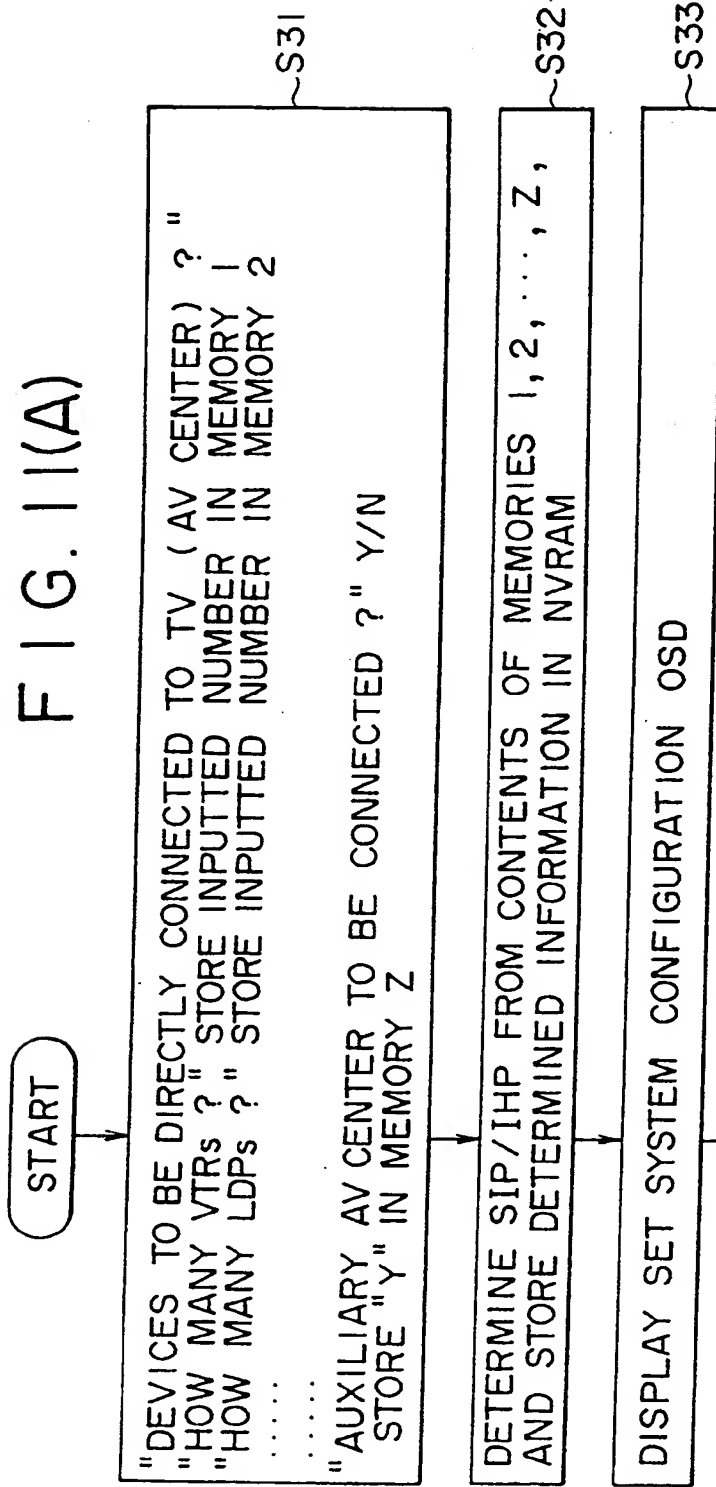 FIG. 11(A)
START
"DEVICES TO BE DIRECTLY CONNECTED TO TV (AV CENTER) ? "
"HOW MANY VTRs ? " STORE INPUTTED NUMBER IN MEMORY 1
"HOW MANY LDPs ? " STORE INPUTTED NUMBER IN MEMORY 2
.....
.....
"AUXILIARY AV CENTER TO BE CONNECTED ? " Y/N
STORE "Y" IN MEMORY Z
~S31
DETERMINE SIP/IHP FROM CONTENTS OF MEMORIES 1, 2, ...., Z,
AND STORE DETERMINED INFORMATION IN NVRAM
~S32
DISPLAY SET SYSTEM CONFIGURATION OSD
~S33